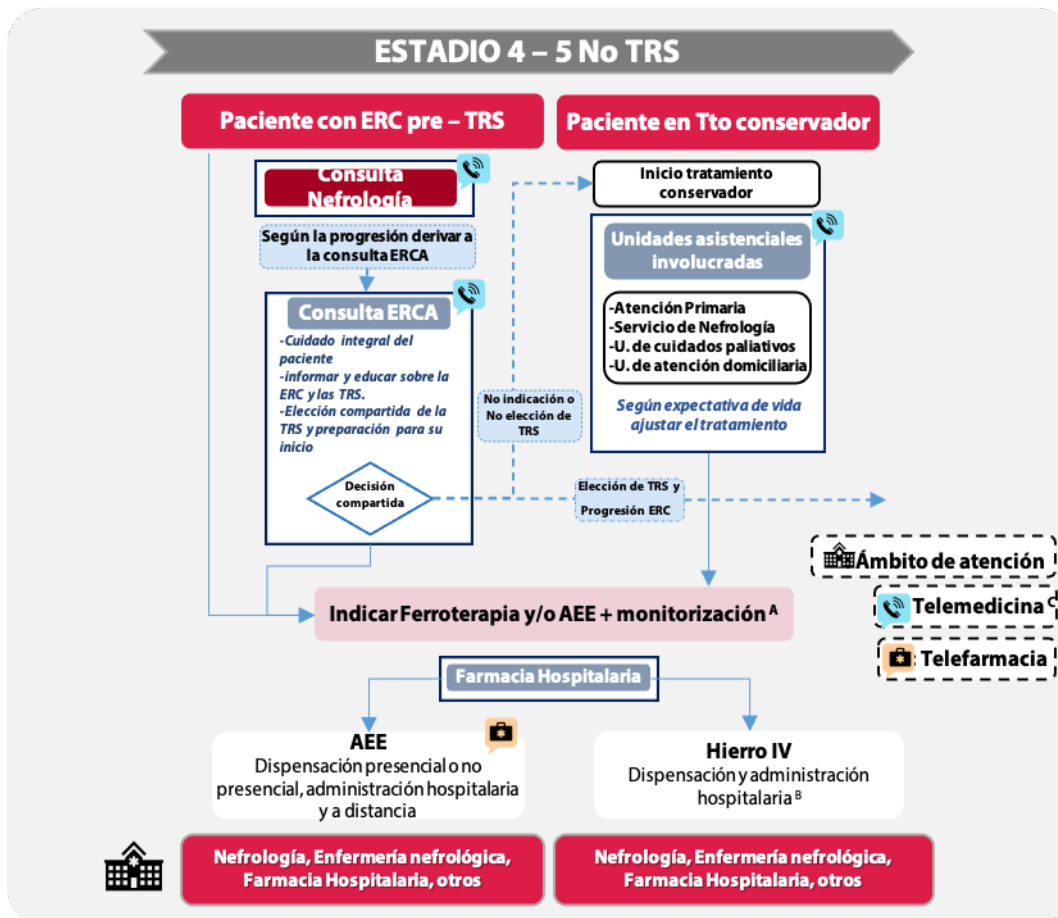 ESTADIO 4 – 5 No TRS
Paciente con ERC pre – TRS
Paciente en Tto conservador
Consulta
Nefrología
Según la progresión derivar a
la consulta ERCA
Consulta ERCA
-Cuidado integral del
paciente
-informar y educar sobre la
ERC y las TRS.
-Elección compartida de la
TRS y preparación para su
inicio
Decisión
compartida
No indicación o
No elección de
TRS
Inicio tratamiento
conservador
Unidades asistenciales
involucradas
-Atención Primaria
-Servicio de Nefrología
-U. de cuidados paliativos
-U. de atención domiciliaria
Según expectativa de vida
ajustar el tratamiento
Elección de TRS y
Progresión ERC
Ámbito de atención
Telemedicina C
: Telefarmacia
Indicar Ferroterapia y/o AEE + monitorización A
Farmacia Hospitalaria
AEE
Dispensación presencial o no
presencial, administración hospitalaria
y a distancia
Hierro IV
Dispensación y administración
hospitalaria B
Nefrología, Enfermería nefrológica,
Farmacia Hospitalaria, otros
Nefrología, Enfermería nefrológica,
Farmacia Hospitalaria, otros